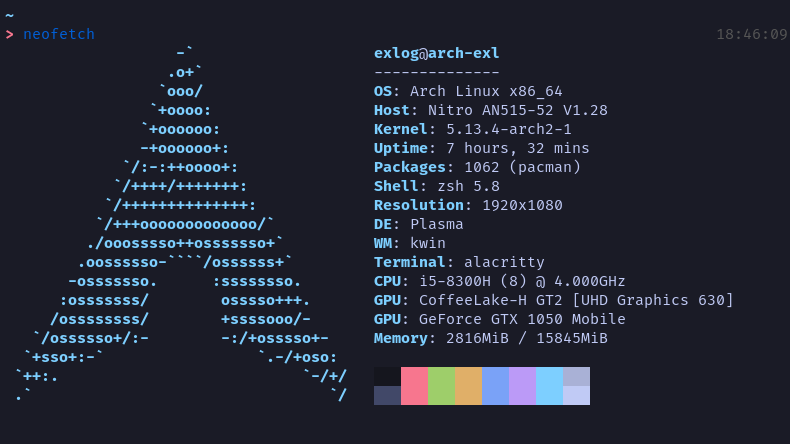 ~
> neofetch 18:46:09
-` exlog@arch-exl
.o+` --------------
`ooo/ OS: Arch Linux x86_64
`+oooo: Host: Nitro AN515-52 V1.28
`+oooooo: Kernel: 5.13.4-arch2-1
-+oooooo+: Uptime: 7 hours, 32 mins
`/:-:++oooo+: Packages: 1062 (pacman)
`/++++/+++++++: Shell: zsh 5.8
`/++++++++++++++: Resolution: 1920x1080
`/+++ooooooooooooo/` DE: Plasma
./ooosssso++osssssso+` WM: kwin
.oossssso-````/ossssss+` Terminal: alacritty
-osssssso. :ssssssso. CPU: i5-8300H (8) @ 4.000GHz
:osssssss/ osssso+++. GPU: CoffeeLake-H GT2 [UHD Graphics 630]
/ossssssss/ +ssssooo/- GPU: GeForce GTX 1050 Mobile
`/ossssso+/:- -:/+osssso+- Memory: 2816MiB / 15845MiB
`+sso+:-` `.-/+oso:
`++:. `-/+/
.` `/